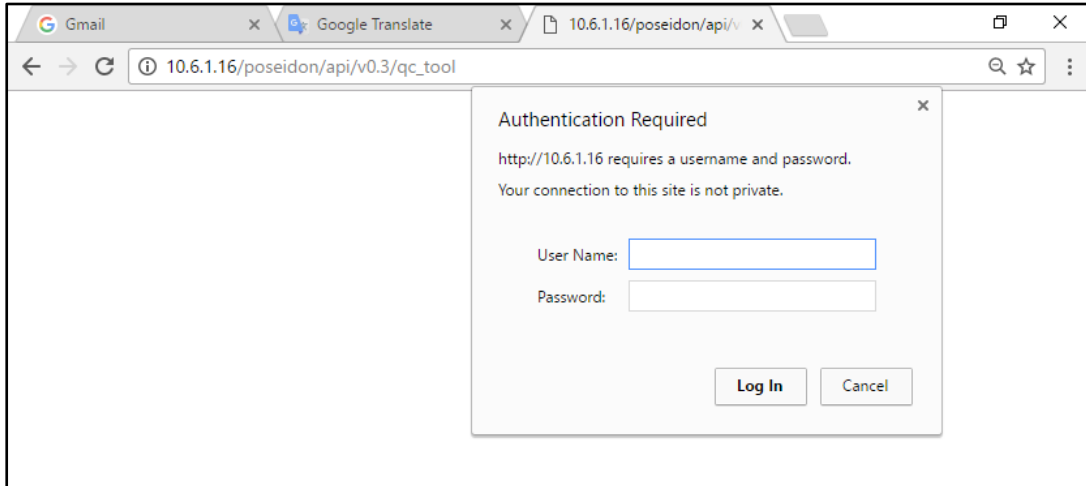 Gmail
Google Translate
10.6.1.16/poseidon/api/v
10.6.1.16/poseidon/api/v0.3/qc_tool
Authentication Required
http://10.6.1.16 requires a username and password.
Your connection to this site is not private.
User Name:
Password:
Log In Cancel